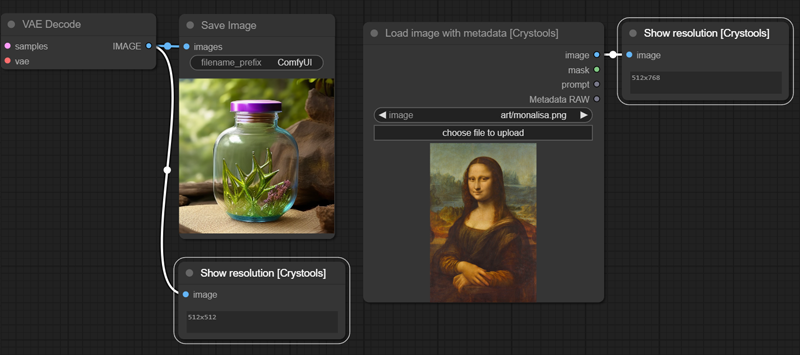 VAE Decode
samples
IMAGE
vae
Save Image
images
filename_prefix ComfyUI
Show resolution [Crystools]
image
512x512
Load image with metadata [Crystools]
image
mask
prompt
Metadata RAW
image art/monalisa.png
choose file to upload
Show resolution [Crystools]
image
512x768